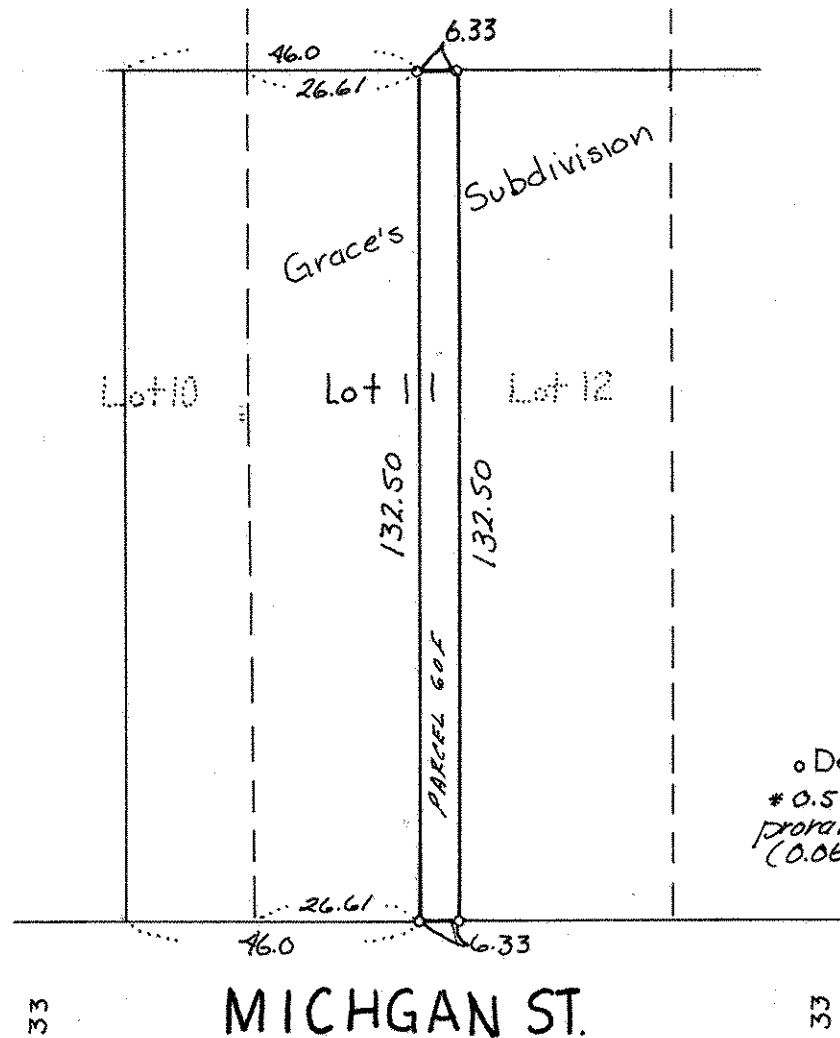 6.33
46.0
26.61
Grace's Subdivision
Lot 10
Lot 11
Lot 12
132.50
132.50
PARCEL 60F
o De
* 0.5
prora
(0.06
26.61
46.0
6.33
33
MICHGAN ST.
33